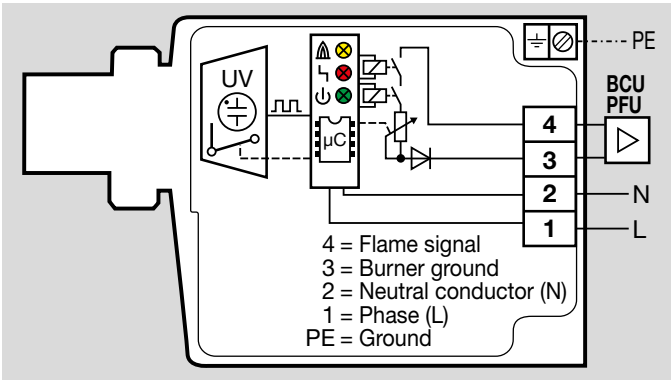 PE
UV
BCU
PFU
µC
4
3
2
N
1
L
4 = Flame signal
3 = Burner ground
2 = Neutral conductor (N)
1 = Phase (L)
PE = Ground